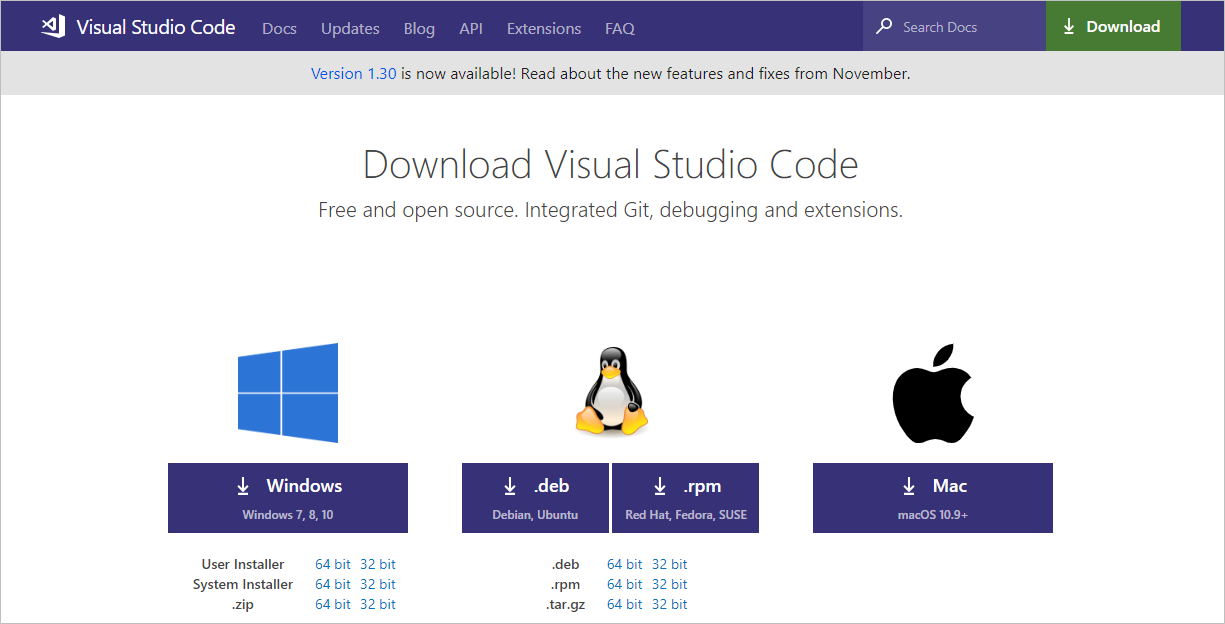 Visual Studio Code Docs Updates Blog API Extensions FAQ Search Docs Download
Version 1.30 is now available! Read about the new features and fixes from November.
Download Visual Studio Code
Free and open source. Integrated Git, debugging and extensions.
Windows
Windows 7, 8, 10
.deb
Debian, Ubuntu
.rpm
Red Hat, Fedora, SUSE
Mac
macOS 10.9+
User Installer 64 bit 32 bit
System Installer 64 bit 32 bit
.zip 64 bit 32 bit
.deb 64 bit 32 bit
.rpm 64 bit 32 bit
.tar.gz 64 bit 32 bit